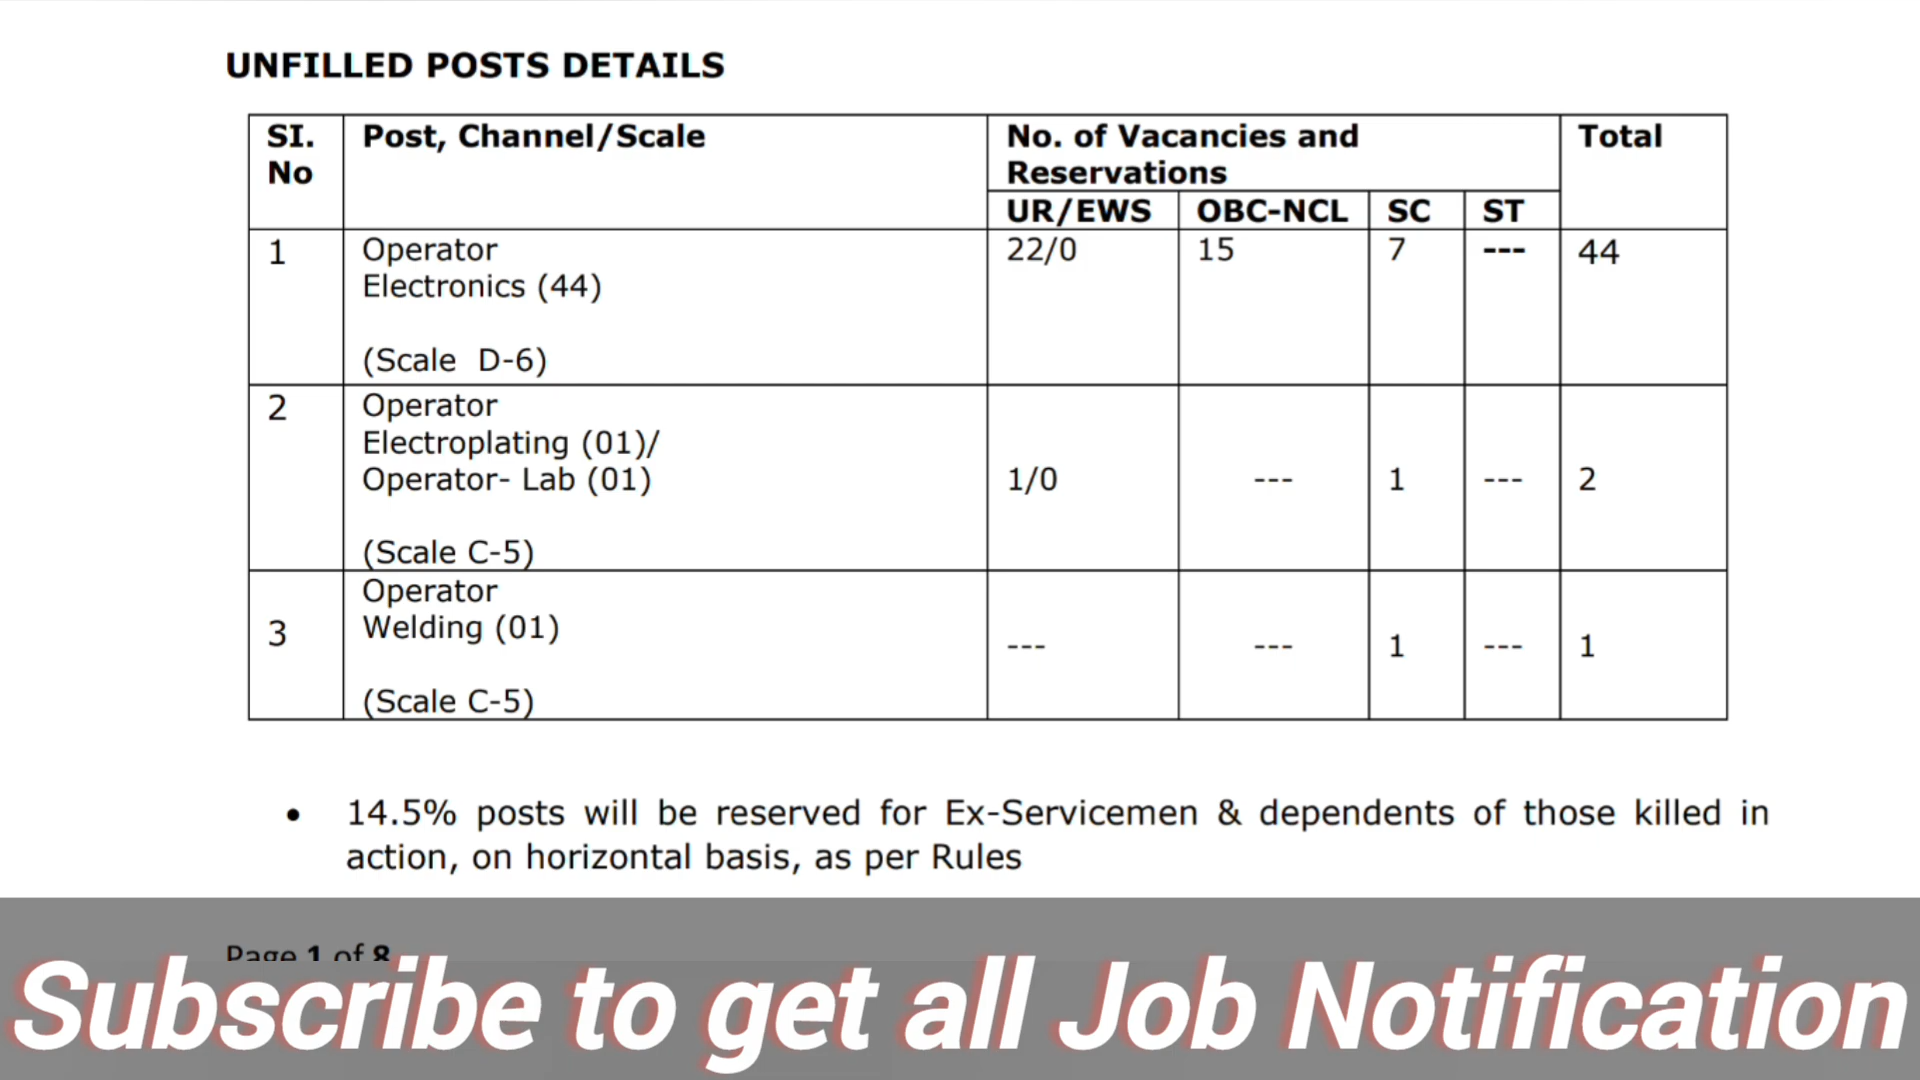 UNFILLED POSTS DETAILS
SI. No Post, Channel/Scale No. of Vacancies and Reservations Total
UR/EWS OBC-NCL SC ST
1 Operator 22/0 15 7 --- 44
Electronics (44)
(Scale D-6)
2 Operator
Electroplating (01)/
Operator- Lab (01) 1/0 --- 1 --- 2
(Scale C-5)
Operator
3 Welding (01) --- --- 1 --- 1
(Scale C-5)
• 14.5% posts will be reserved for Ex-Servicemen & dependents of those killed in
action, on horizontal basis, as per Rules
Page 1 of 8
Subscribe to get all Job Notification